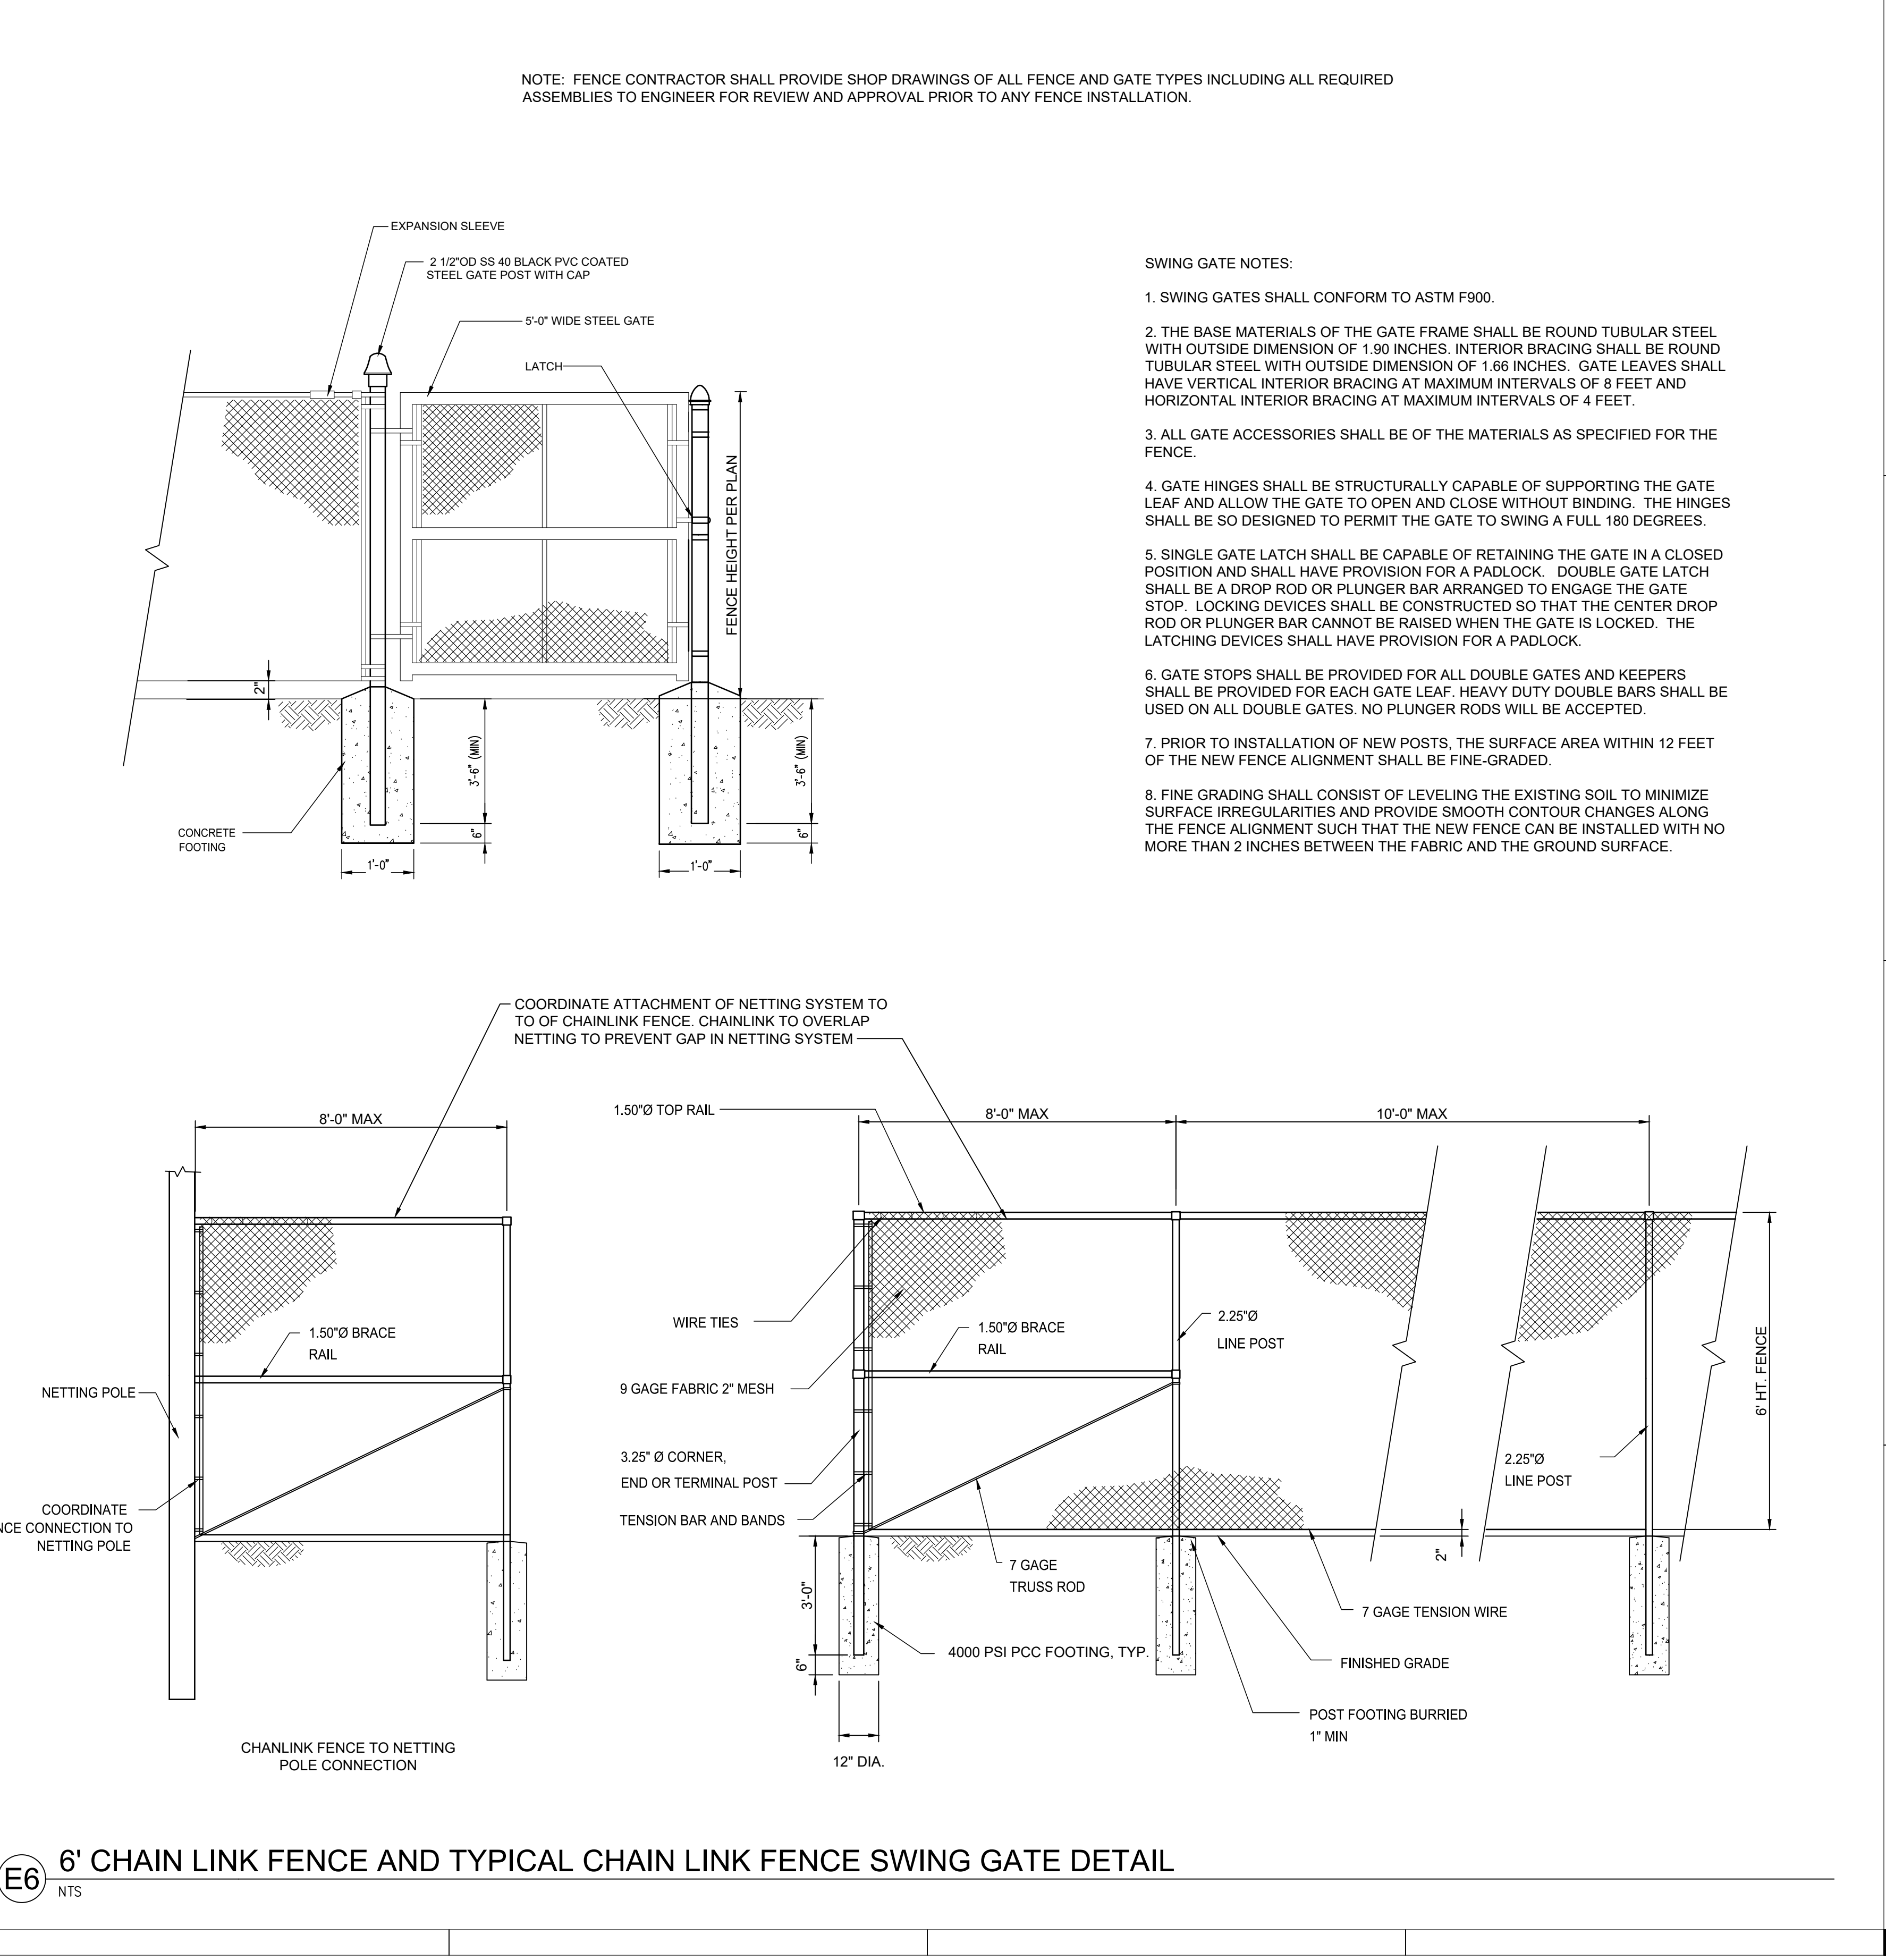 NOTE:  FENCE CONTRACTOR SHALL PROVIDE SHOP DRAWINGS OF ALL FENCE AND GATE TYPES INCLUDING ALL REQUIRED
ASSEMBLIES TO ENGINEER FOR REVIEW AND APPROVAL PRIOR TO ANY FENCE INSTALLATION.
EXPANSION SLEEVE
2 1/2"OD SS 40 BLACK PVC COATED
STEEL GATE POST WITH CAP
5'-0" WIDE STEEL GATE
LATCH
FENCE HEIGHT PER PLAN
2"
3'-6" (MIN)
6"
3'-6" (MIN)
6"
CONCRETE
FOOTING
1'-0"
1'-0"
SWING GATE NOTES:
1. SWING GATES SHALL CONFORM TO ASTM F900.
2. THE BASE MATERIALS OF THE GATE FRAME SHALL BE ROUND TUBULAR STEEL
WITH OUTSIDE DIMENSION OF 1.90 INCHES. INTERIOR BRACING SHALL BE ROUND
TUBULAR STEEL WITH OUTSIDE DIMENSION OF 1.66 INCHES.  GATE LEAVES SHALL
HAVE VERTICAL INTERIOR BRACING AT MAXIMUM INTERVALS OF 8 FEET AND
HORIZONTAL INTERIOR BRACING AT MAXIMUM INTERVALS OF 4 FEET.
3. ALL GATE ACCESSORIES SHALL BE OF THE MATERIALS AS SPECIFIED FOR THE
FENCE.
4. GATE HINGES SHALL BE STRUCTURALLY CAPABLE OF SUPPORTING THE GATE
LEAF AND ALLOW THE GATE TO OPEN AND CLOSE WITHOUT BINDING.  THE HINGES
SHALL BE SO DESIGNED TO PERMIT THE GATE TO SWING A FULL 180 DEGREES.
5. SINGLE GATE LATCH SHALL BE CAPABLE OF RETAINING THE GATE IN A CLOSED
POSITION AND SHALL HAVE PROVISION FOR A PADLOCK.   DOUBLE GATE LATCH
SHALL BE A DROP ROD OR PLUNGER BAR ARRANGED TO ENGAGE THE GATE
STOP.  LOCKING DEVICES SHALL BE CONSTRUCTED SO THAT THE CENTER DROP
ROD OR PLUNGER BAR CANNOT BE RAISED WHEN THE GATE IS LOCKED.  THE
LATCHING DEVICES SHALL HAVE PROVISION FOR A PADLOCK.
6. GATE STOPS SHALL BE PROVIDED FOR ALL DOUBLE GATES AND KEEPERS
SHALL BE PROVIDED FOR EACH GATE LEAF. HEAVY DUTY DOUBLE BARS SHALL BE
USED ON ALL DOUBLE GATES. NO PLUNGER RODS WILL BE ACCEPTED.
7. PRIOR TO INSTALLATION OF NEW POSTS, THE SURFACE AREA WITHIN 12 FEET
OF THE NEW FENCE ALIGNMENT SHALL BE FINE-GRADED.
8. FINE GRADING SHALL CONSIST OF LEVELING THE EXISTING SOIL TO MINIMIZE
SURFACE IRREGULARITIES AND PROVIDE SMOOTH CONTOUR CHANGES ALONG
THE FENCE ALIGNMENT SUCH THAT THE NEW FENCE CAN BE INSTALLED WITH NO
MORE THAN 2 INCHES BETWEEN THE FABRIC AND THE GROUND SURFACE.
COORDINATE ATTACHMENT OF NETTING SYSTEM TO
TO OF CHAINLINK FENCE. CHAINLINK TO OVERLAP
NETTING TO PREVENT GAP IN NETTING SYSTEM
8'-0" MAX
1.50"Ø BRACE
RAIL
NETTING POLE
COORDINATE
NCE CONNECTION TO
NETTING POLE
CHANLINK FENCE TO NETTING
POLE CONNECTION
1.50"Ø TOP RAIL
8'-0" MAX
10'-0" MAX
WIRE TIES
1.50"Ø BRACE
RAIL
2.25"Ø
LINE POST
9 GAGE FABRIC 2" MESH
3.25" Ø CORNER,
END OR TERMINAL POST
TENSION BAR AND BANDS
2.25"Ø
LINE POST
6' HT. FENCE
2"
3'-0"
6"
7 GAGE
TRUSS ROD
7 GAGE TENSION WIRE
4000 PSI PCC FOOTING, TYP.
FINISHED GRADE
POST FOOTING BURRIED
1" MIN
12" DIA.
E6
6' CHAIN LINK FENCE AND TYPICAL CHAIN LINK FENCE SWING GATE DETAIL
NTS